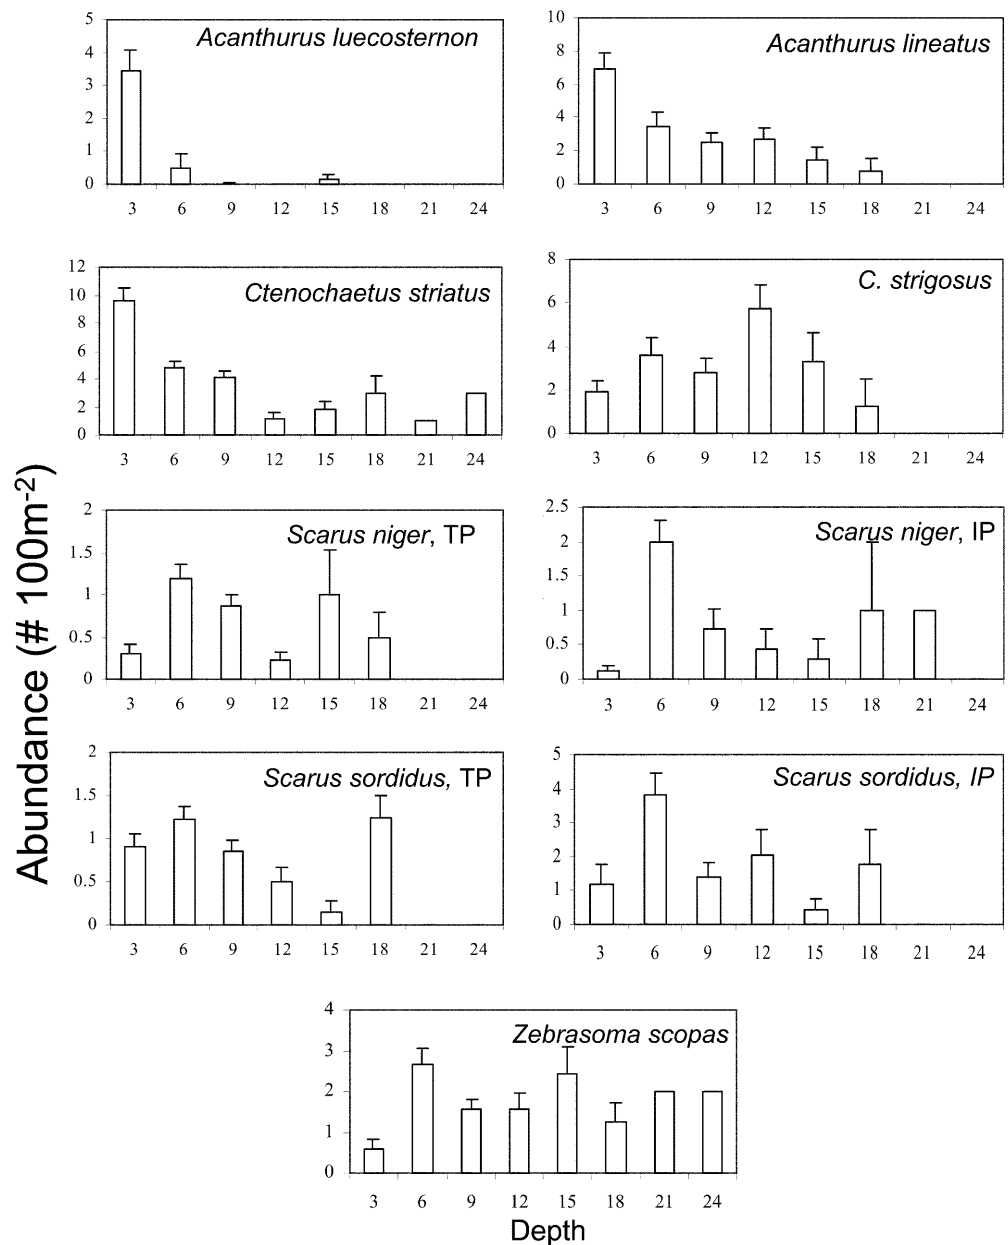 Abundance (# 100m-2)
Acanthurus luecosternon
5
4
3
2
1
0
3 6 9 12 15 18 21 24
Acanthurus lineatus
10
8
6
4
2
0
3 6 9 12 15 18 21 24
Ctenochaetus striatus
12
10
8
6
4
2
0
3 6 9 12 15 18 21 24
C. strigosus
8
6
4
2
0
3 6 9 12 15 18 21 24
Scarus niger, TP
2
1.5
1
0.5
0
3 6 9 12 15 18 21 24
Scarus niger, IP
2.5
2
1.5
1
0.5
0
3 6 9 12 15 18 21 24
Scarus sordidus, TP
2
1.5
1
0.5
0
3 6 9 12 15 18 21 24
Scarus sordidus, IP
5
4
3
2
1
0
3 6 9 12 15 18 21 24
Zebrasoma scopas
4
3
2
1
0
3 6 9 12 15 18 21 24
Depth